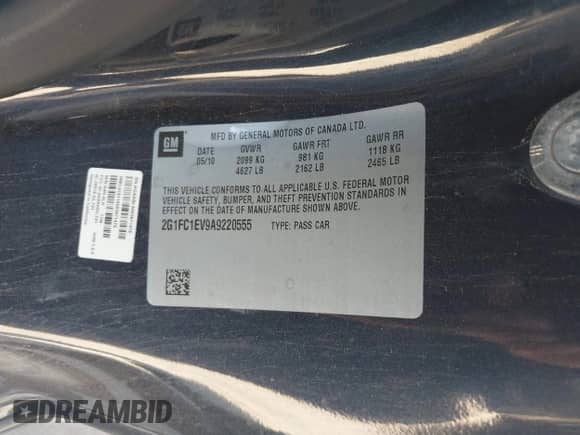 GM
MFD BY GENERAL MOTORS OF CANADA LTD.
DATE GVWR GAWR FRT GAWR RR
05/10 2099 KG 981 KG 1118 KG
4627 LB 2162 LB 2465 LB
THIS VEHICLE CONFORMS TO ALL APPLICABLE U.S. FEDERAL MOTOR
VEHICLE SAFETY, BUMPER, AND THEFT PREVENTION STANDARDS IN
EFFECT ON THE DATE OF MANUFACTURE SHOWN ABOVE.
2G1FC1EV9A9220555 TYPE: PASS CAR
DREAMBID